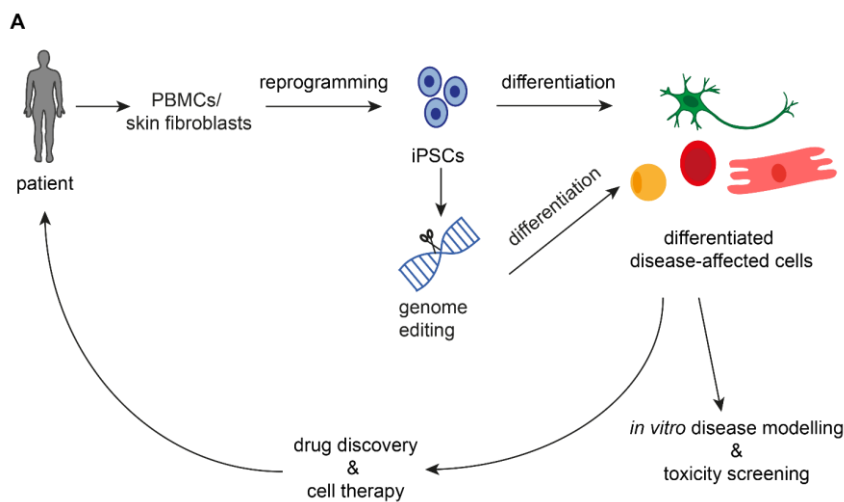 A
patient
PBMCs/
skin fibroblasts
reprogramming
iPSCs
differentiation
genome
editing
differentiation
differentiated
disease-affected cells
in vitro disease modelling
&
toxicity screening
drug discovery
&
cell therapy